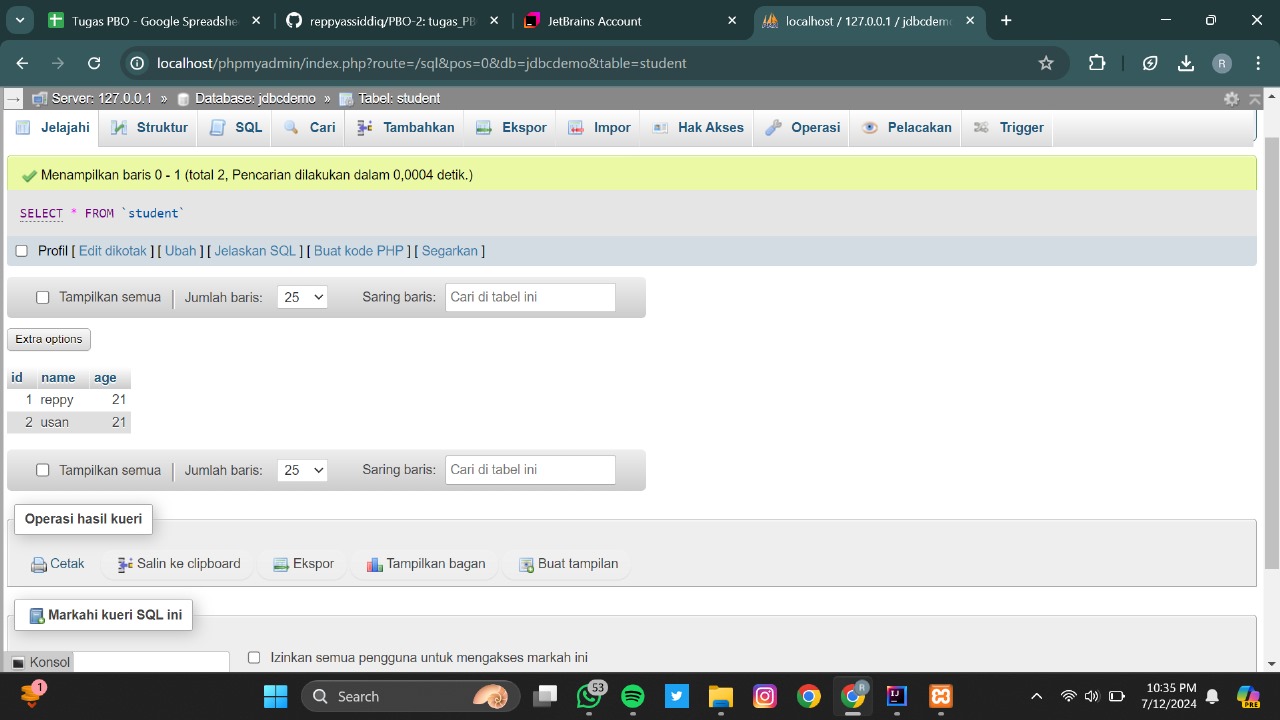 Tugas PBO - Google Spreadshe
reppyassiddiq/PBO-2: tugas_PB
JetBrains Account
localhost / 127.0.0.1 / jdbcdem
localhost/phpmyadmin/index.php?route=/sql&pos=0&db=jdbcdemo&table=student
R
Server: 127.0.0.1 » Database: jdbcdemo » Tabel: student
Jelajahi Struktur SQL Cari Tambahkan Ekspor Impor Hak Akses Operasi Pelacakan Trigger
Menampilkan baris 0 - 1 (total 2, Pencarian dilakukan dalam 0,0004 detik.)
SELECT * FROM `student`
Profil [ Edit dikotak ] [ Ubah ] [ Jelaskan SQL ] [ Buat kode PHP ] [ Segarkan ]
Tampilkan semua | Jumlah baris: 25 Saring baris: Cari di tabel ini
Extra options
id name age
1 reppy 21
2 usan 21
Tampilkan semua | Jumlah baris: 25 Saring baris: Cari di tabel ini
Operasi hasil kueri
Cetak Salin ke clipboard Ekspor Tampilkan bagan Buat tampilan
Markahi kueri SQL ini
Konsol
Izinkan semua pengguna untuk mengakses markah ini
1
Search
53
R
10:35 PM
7/12/2024
PRE